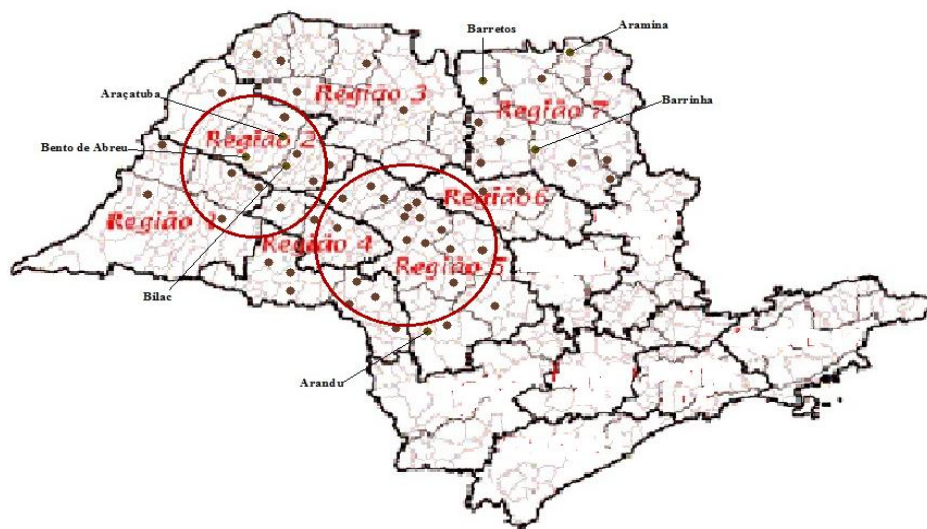 Aramina
Barretos
Barrinha
Região 3
Região 7
Araçatuba
Região 2
Bento de Abreu
Região 6
Região 1
Região 4
Região 5
Bilac
Arandu